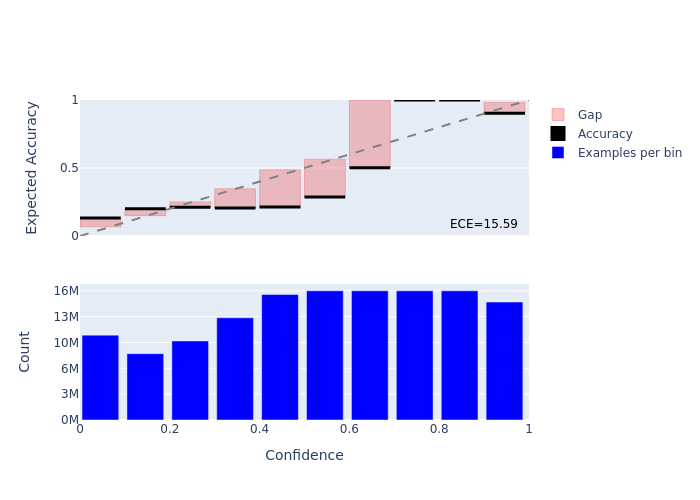 Expected Accuracy
1
0.5
0
ECE=15.59
Gap
Accuracy
Examples per bin
Count
16M
13M
10M
6M
3M
0M
0
0.2
0.4
0.6
0.8
1
Confidence